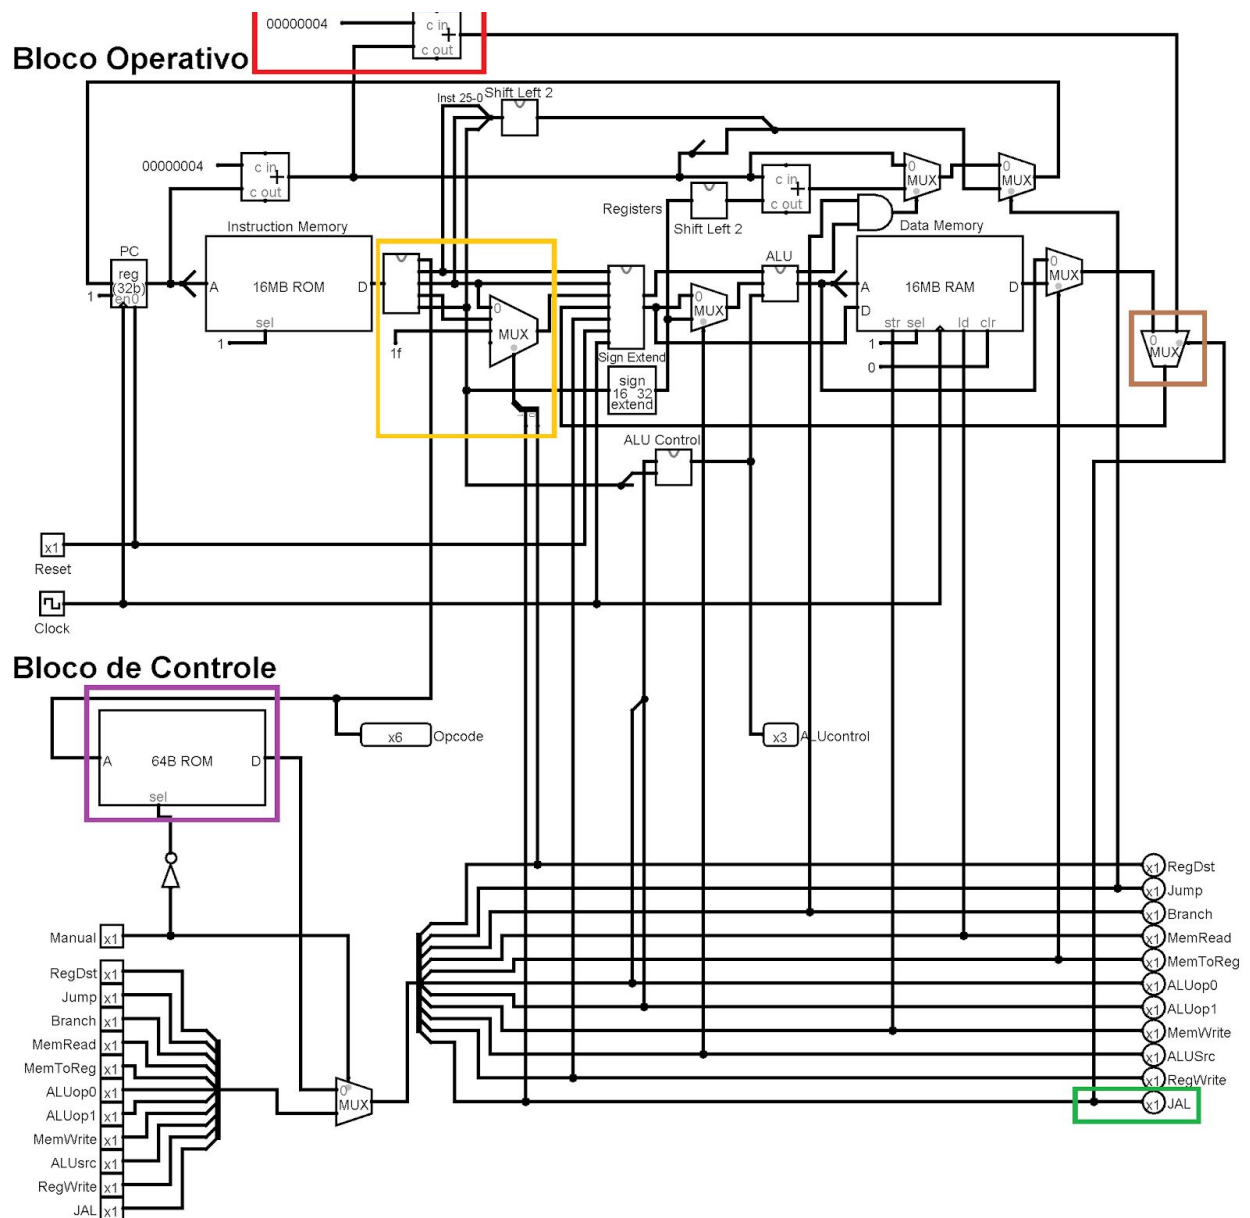 00000004
c in
+
c out
Bloco Operativo
Inst 25-0
Shift Left 2
00000004
c in
+
c out
0
MUX
0
MUX
c in
+
c out
Registers
Shift Left 2
Instruction Memory
Data Memory
PC
reg
(32b)
en0
1
A
16MB ROM
D
sel
1
0
MUX
1f
Sign Extend
sign
16 32
extend
0
MUX
ALU
A
16MB RAM
D
D
str sel
ld clr
1
0
0
MUX
0
MUX
ALU Control
x1
Reset
Clock
Bloco de Controle
A
64B ROM
D
sel
x6
Opcode
x3
ALUcontrol
Manual
x1
RegDst
x1
Jump
x1
Branch
x1
MemRead
x1
MemToReg
x1
ALUop0
x1
ALUop1
x1
MemWrite
x1
ALUsrc
x1
RegWrite
x1
JAL
x1
0
MUX
x1
RegDst
x1
Jump
x1
Branch
x1
MemRead
x1
MemToReg
x1
ALUop0
x1
ALUop1
x1
MemWrite
x1
ALUSrc
x1
RegWrite
x1
JAL